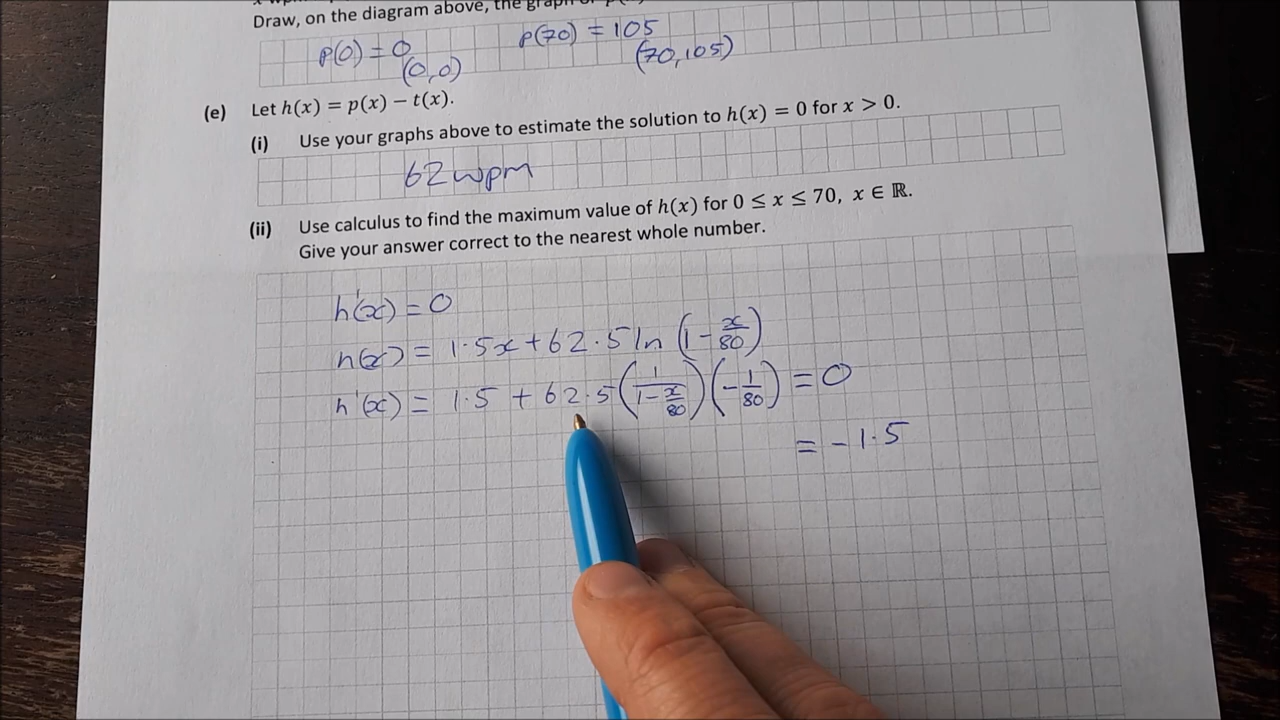 Draw, on the diagram above, the graph
p(0) = 0 p(70) = 105
(0,0) (70,105)
(e) Let h(x) = p(x) − t(x).
(i) Use your graphs above to estimate the solution to h(x) = 0 for x > 0.
62 wpm
(ii) Use calculus to find the maximum value of h(x) for 0 ≤ x ≤ 70, x ∈ ℝ.
Give your answer correct to the nearest whole number.
h'(x) = 0
h(x) = 1.5x + 62.5 ln (1 - x/80)
h'(x) = 1.5 + 62.5 (1/(1 - x/80)) (-1/80) = 0
= -1.5